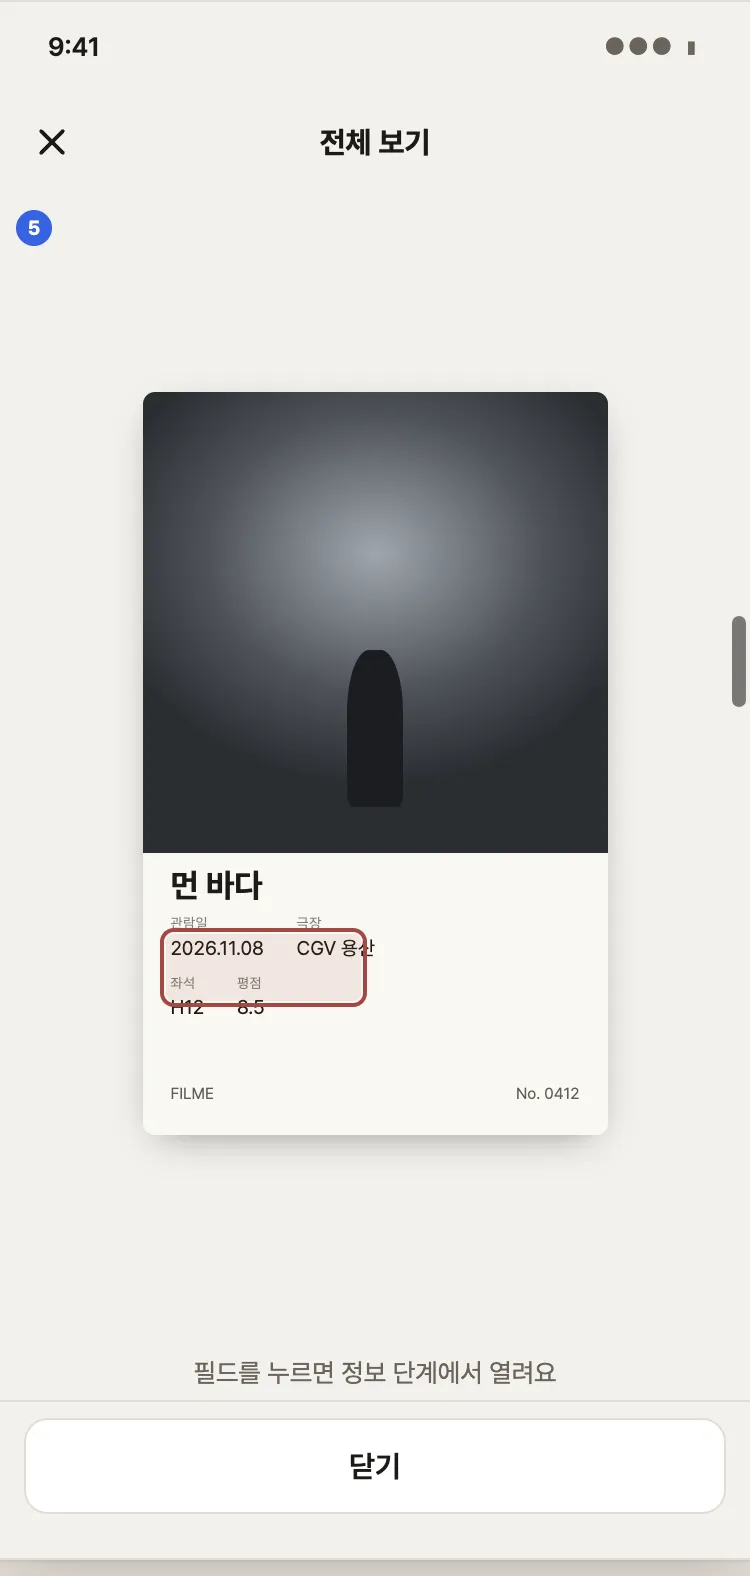 9:41
전체 보기
5
먼 바다
관람일 극장
2026.11.08 CGV 용산
좌석 평점
H12 8.5
FILME No. 0412
필드를 누르면 정보 단계에서 열려요
닫기